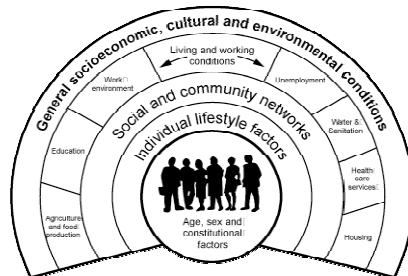 General socioeconomic, cultural and environmental conditions
Living and working
conditions
Work
environment
Unemployment
Education
Water &
Sanitation
Agriculture
and food
production
Health
care
services
Housing
Social and community networks
Individual lifestyle factors
Age, sex and
constitutional
factors